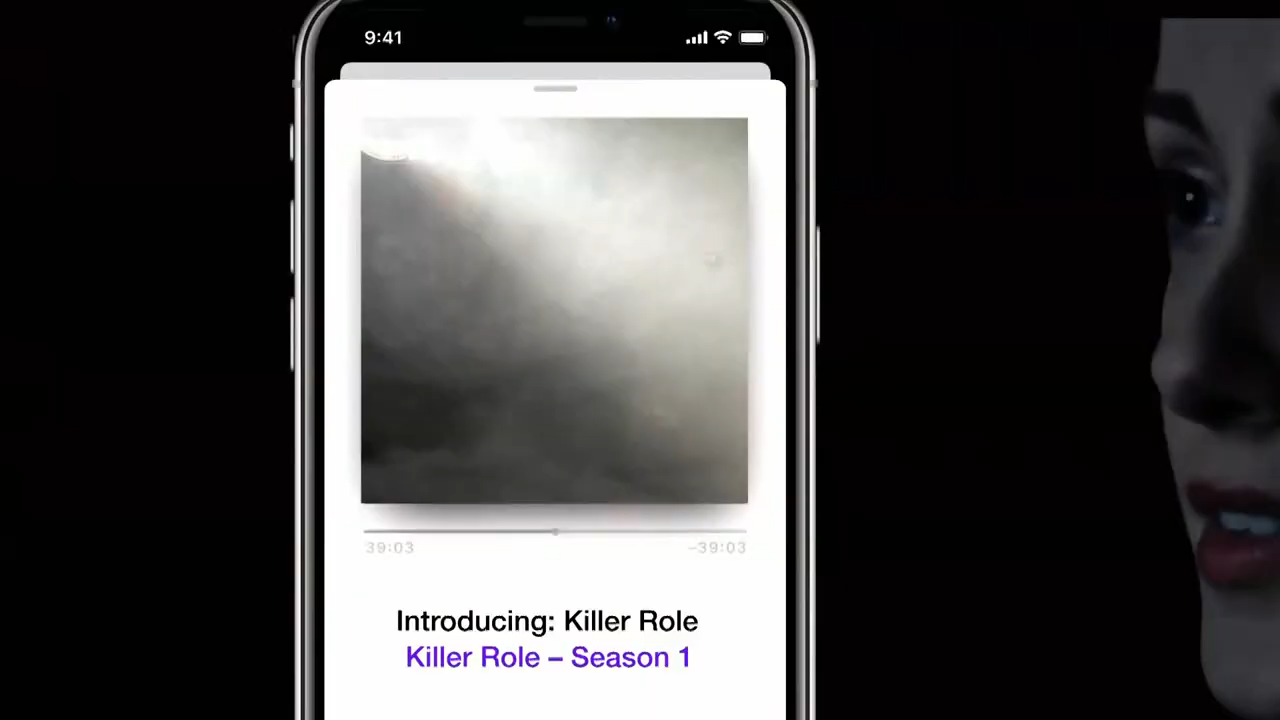 9:41
39:03
–39:03
Introducing: Killer Role
Killer Role – Season 1